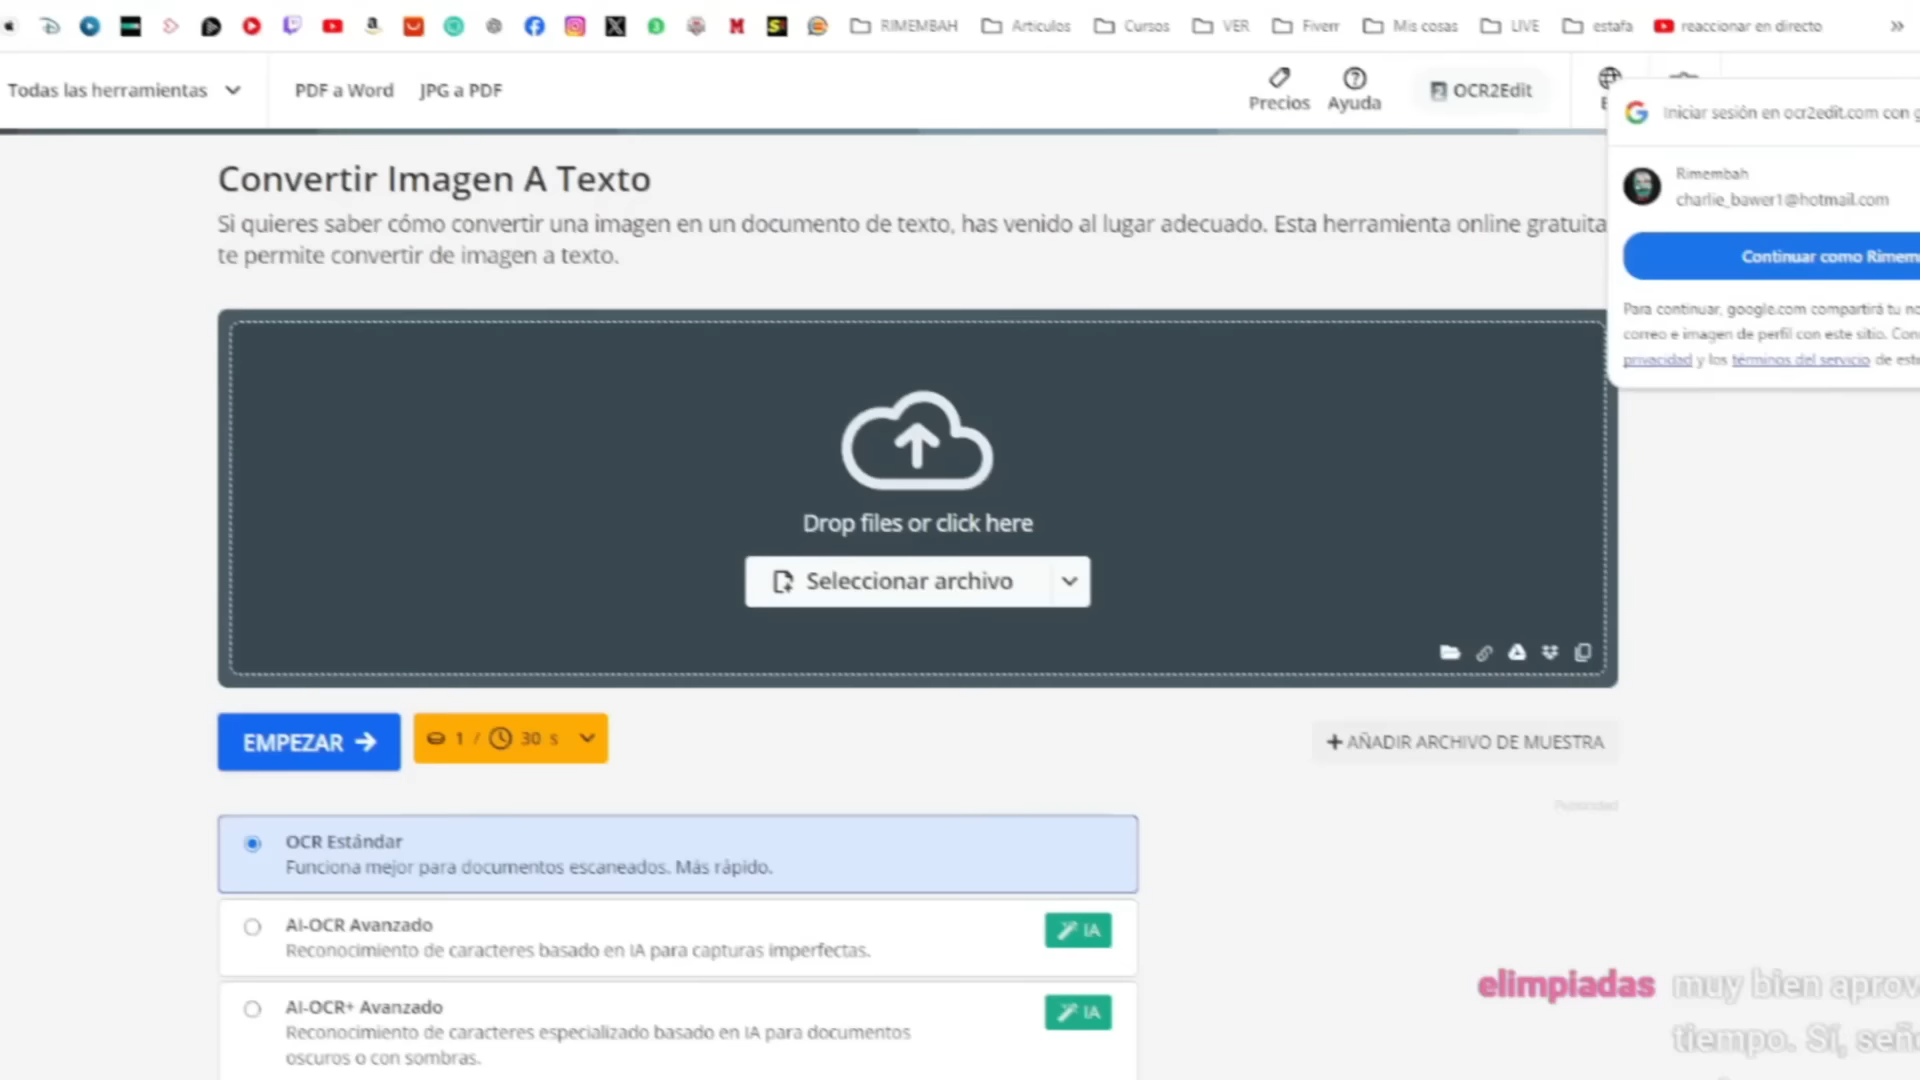 RIMEMBAH Articulos Cursos VER Fiverr Mis cosas LIVE estafa reaccionar en directo »
Todas las herramientas PDF a Word JPG a PDF Precios Ayuda OCR2Edit
Iniciar sesión en ocr2edit.com con g
Rimembah
charlie_bawer1@hotmail.com
Continuar como Rimem
Para continuar, google.com compartirá tu
correo e imagen de perfil con este sitio.
privacidad y los términos del servicio de
Convertir Imagen A Texto
Si quieres saber cómo convertir una imagen en un documento de texto, has venido al lugar adecuado. Esta herramienta online gratuita
te permite convertir de imagen a texto.
Drop files or click here
Seleccionar archivo
EMPEZAR → 1 / 30 s
+ AÑADIR ARCHIVO DE MUESTRA
Publicidad
OCR Estándar
Funciona mejor para documentos escaneados. Más rápido.
AI-OCR Avanzado
Reconocimiento de caracteres basado en IA para capturas imperfectas.
IA
AI-OCR+ Avanzado
Reconocimiento de caracteres especializado basado en IA para documentos
oscuros o con sombras.
IA
elimpiadas muy bien aprov
tiempo. Sí, seño